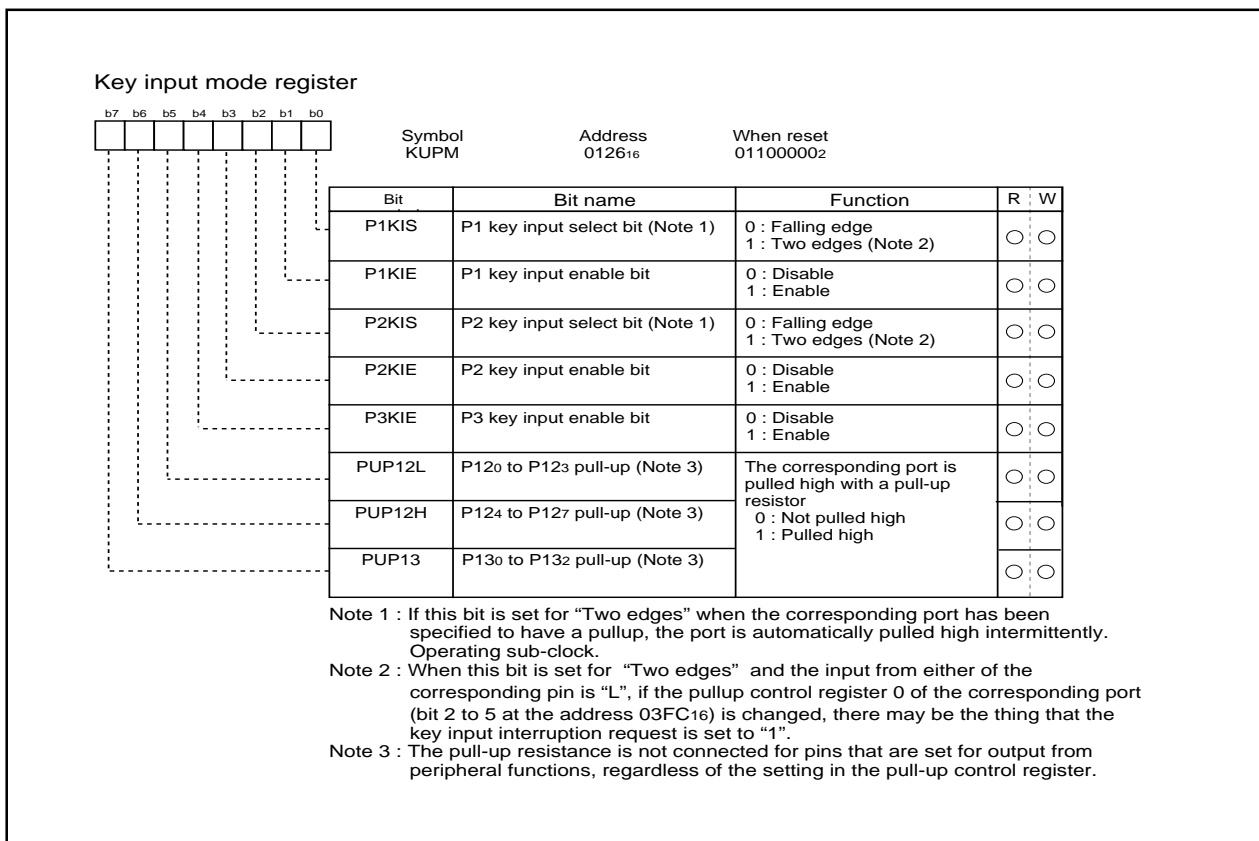 Key input mode register
b7 b6 b5 b4 b3 b2 b1 b0
Symbol Address When reset
KUPM 012616 011000002
Bit Bit name Function R W
P1KIS P1 key input select bit (Note 1) 0 : Falling edge
1 : Two edges (Note 2)
P1KIE P1 key input enable bit 0 : Disable
1 : Enable
P2KIS P2 key input select bit (Note 1) 0 : Falling edge
1 : Two edges (Note 2)
P2KIE P2 key input enable bit 0 : Disable
1 : Enable
P3KIE P3 key input enable bit 0 : Disable
1 : Enable
PUP12L P120 to P123 pull-up (Note 3) The corresponding port is
pulled high with a pull-up
resistor
PUP12H P124 to P127 pull-up (Note 3) 0 : Not pulled high
1 : Pulled high
PUP13 P130 to P132 pull-up (Note 3)
Note 1 : If this bit is set for “Two edges” when the corresponding port has been
specified to have a pullup, the port is automatically pulled high intermittently.
Operating sub-clock.
Note 2 : When this bit is set for “Two edges” and the input from either of the
corresponding pin is “L”, if the pullup control register 0 of the corresponding port
(bit 2 to 5 at the address 03FC16) is changed, there may be the thing that the
key input interruption request is set to “1”.
Note 3 : The pull-up resistance is not connected for pins that are set for output from
peripheral functions, regardless of the setting in the pull-up control register.